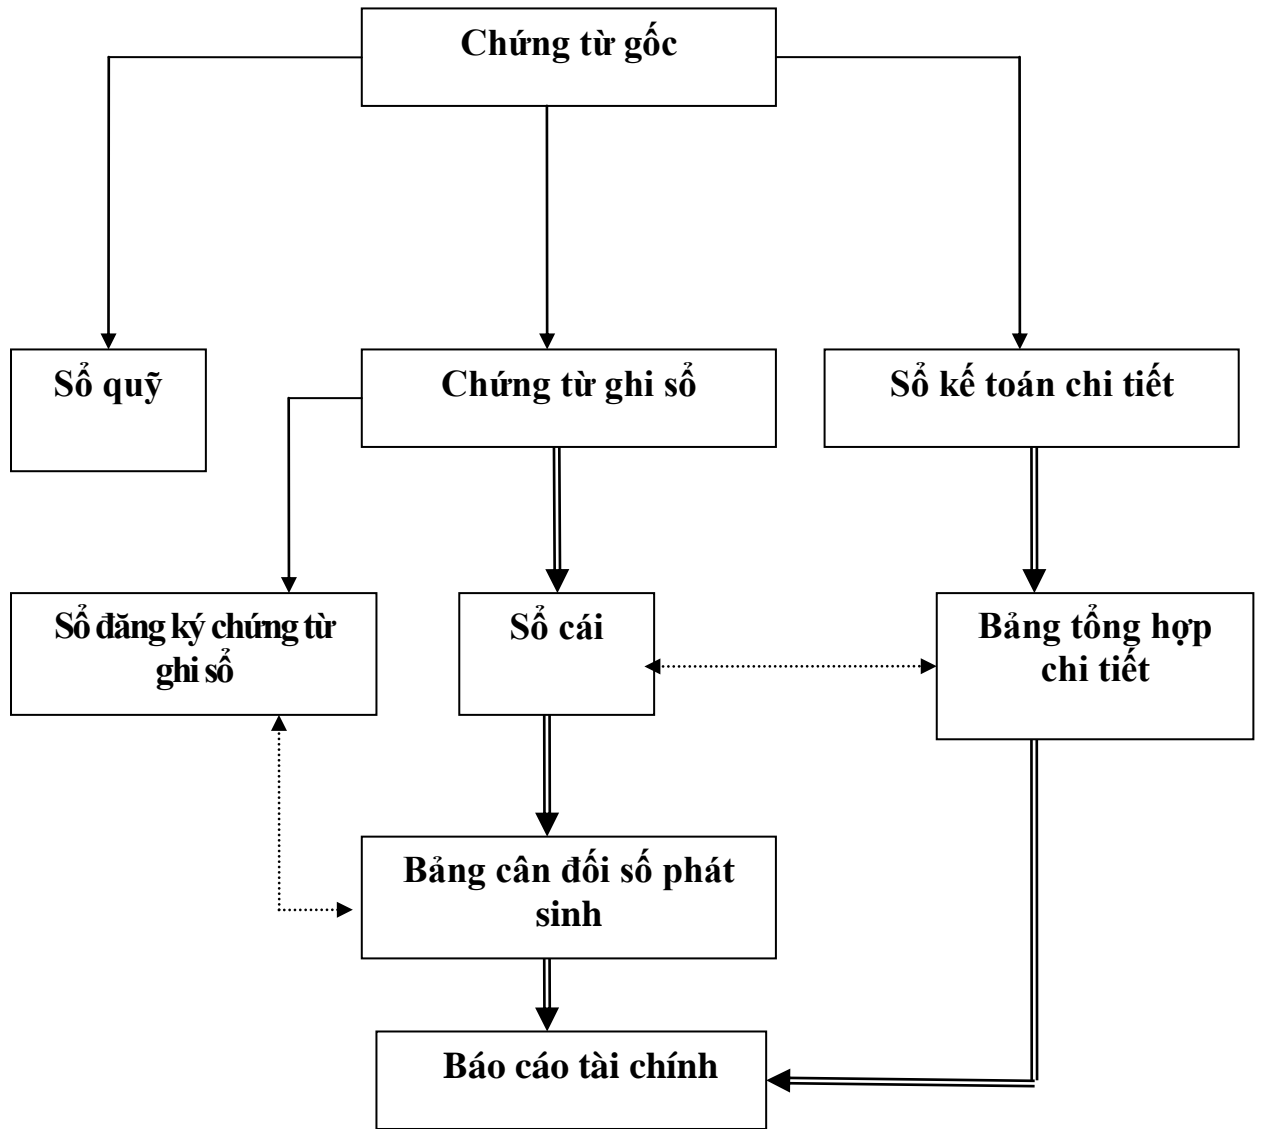 Chứng từ gốc
Sổ quỹ
Chứng từ ghi sổ
Sổ kế toán chi tiết
Sổ đăng ký chứng từ
ghi sổ
Sổ cái
Bảng tổng hợp
chi tiết
Bảng cân đối số phát
sinh
Báo cáo tài chính